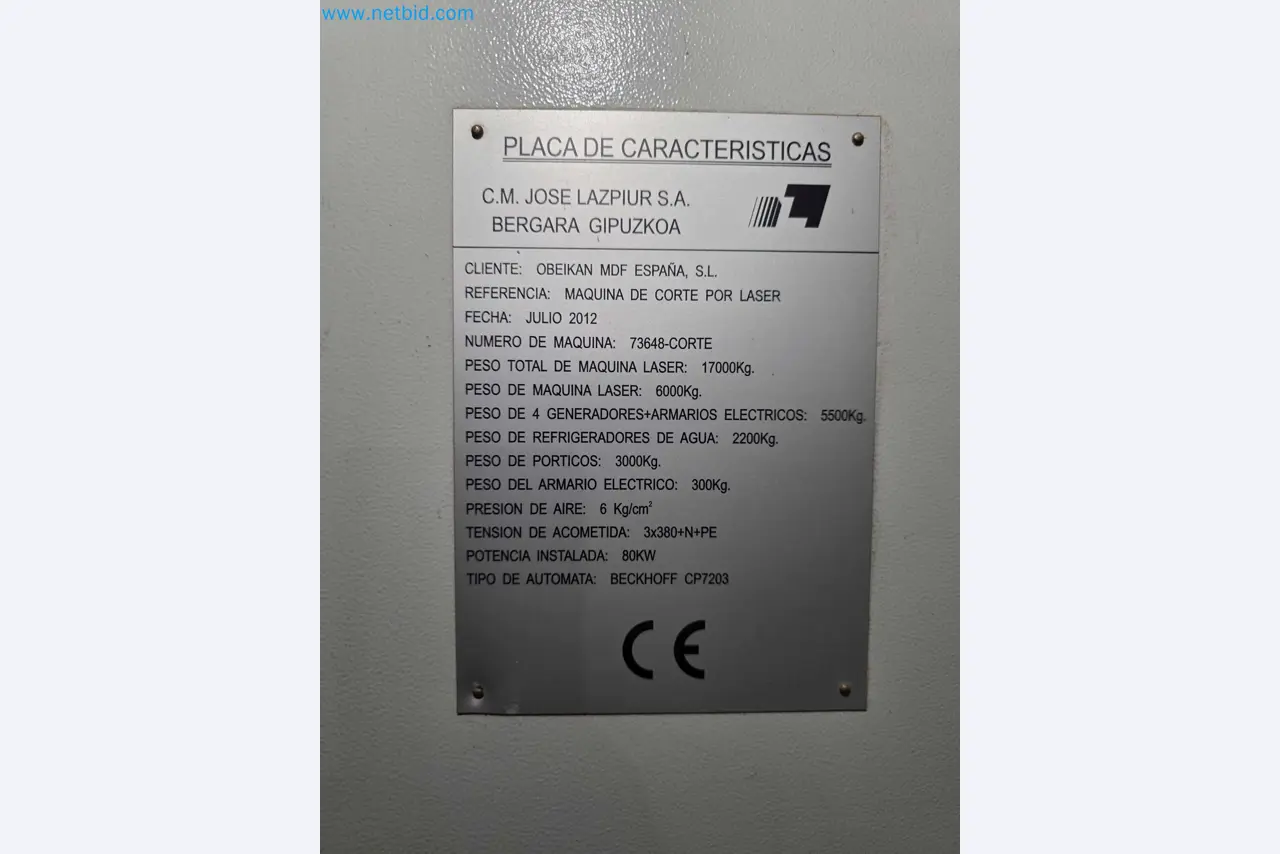 www.netbid.com
PLACA DE CARACTERISTICAS
C.M. JOSE LAZPIUR S.A.
BERGARA GIPUZKOA
CLIENTE: OBEIKAN MDF ESPAÑA, S.L.
REFERENCIA: MAQUINA DE CORTE POR LASER
FECHA: JULIO 2012
NUMERO DE MAQUINA: 73648-CORTE
PESO TOTAL DE MAQUINA LASER: 17000Kg.
PESO DE MAQUINA LASER: 6000Kg.
PESO DE 4 GENERADORES+ARMARIOS ELECTRICOS: 5500Kg.
PESO DE REFRIGERADORES DE AGUA: 2200Kg.
PESO DE PORTICOS: 3000Kg.
PESO DEL ARMARIO ELECTRICO: 300Kg.
PRESION DE AIRE: 6 Kg/cm²
TENSION DE ACOMETIDA: 3x380+N+PE
POTENCIA INSTALADA: 80KW
TIPO DE AUTOMATA: BECKHOFF CP7203
CE